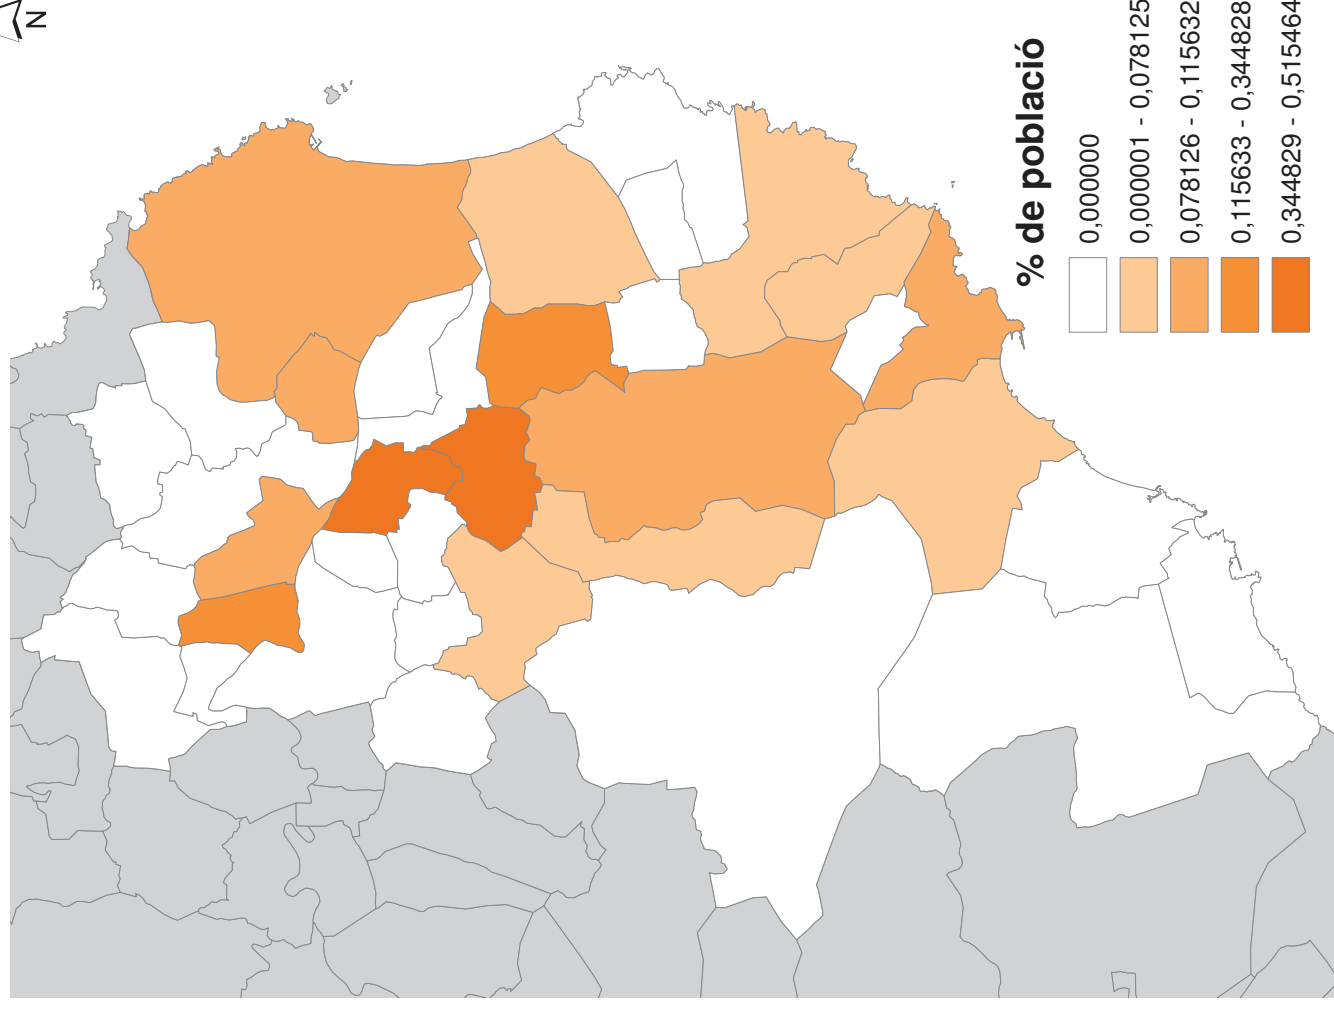 N
% de població
0,000000
0,000001 - 0,078125
0,078126 - 0,115632
0,115633 - 0,344828
0,344829 - 0,515464